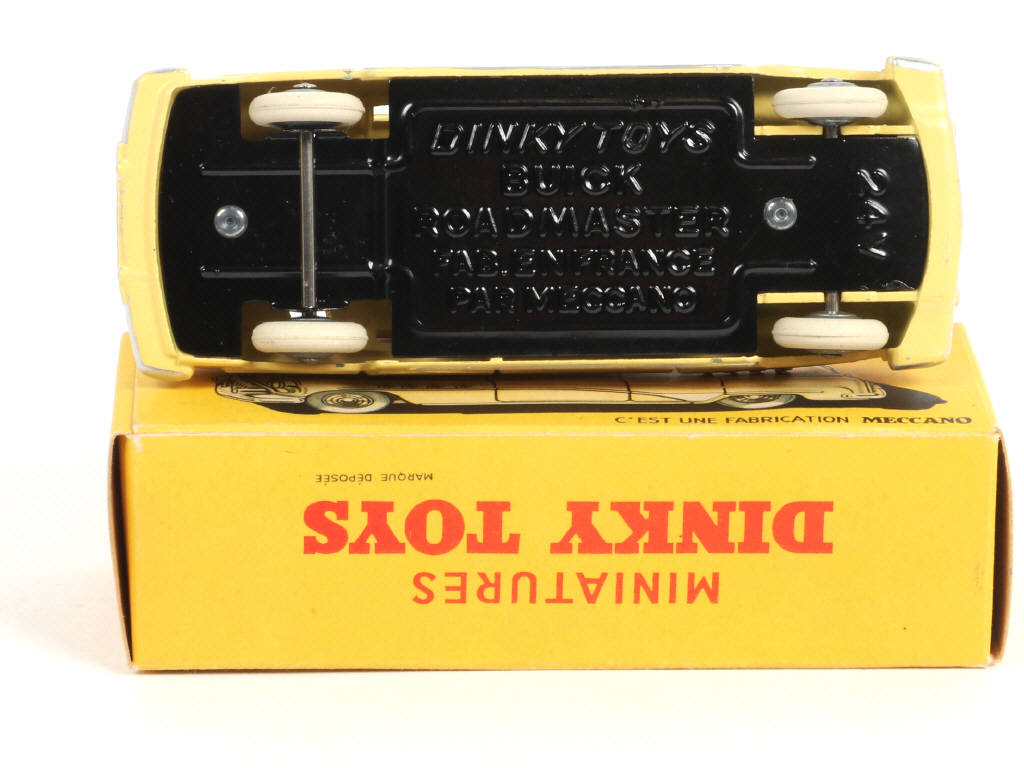 DINKY TOYS
BUICK
ROADMASTER
FAB. EN FRANCE
PAR MECCANO
24V
C'EST UNE FABRICATION MECCANO
MINIATURES
DINKY TOYS
MARQUE DÉPOSÉE